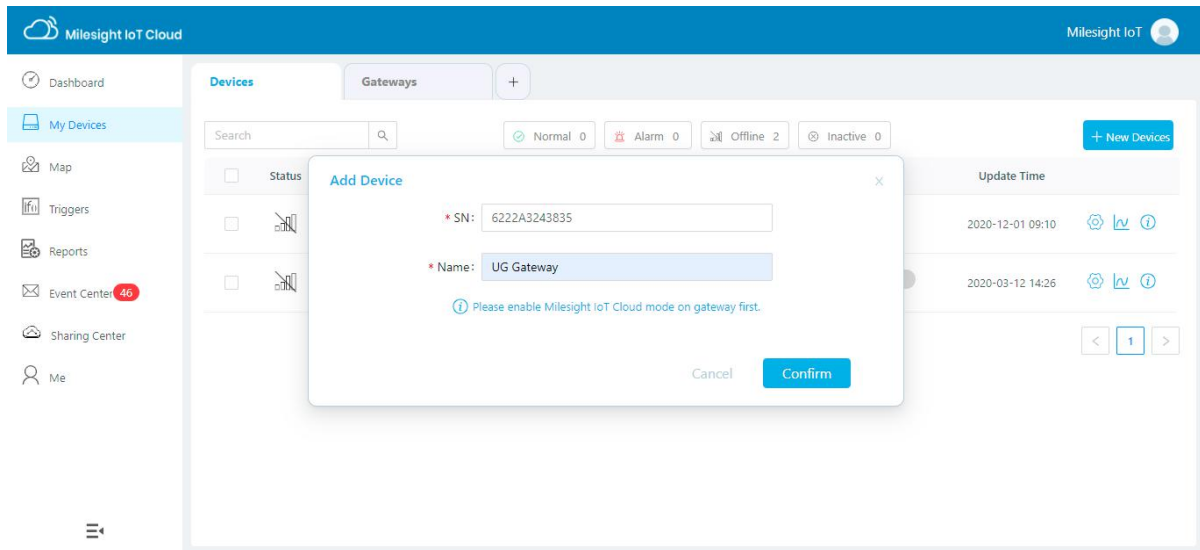 Milesight IoT Cloud
Milesight IoT
Dashboard
My Devices
Map
Triggers
Reports
Event Center 46
Sharing Center
Me
Devices
Gateways
+
Search
Normal 0
Alarm 0
Offline 2
Inactive 0
+ New Devices
Status
Update Time
2020-12-01 09:10
2020-03-12 14:26
< 1 >
Add Device
* SN: 6222A3243835
* Name: UG Gateway
Please enable Milesight IoT Cloud mode on gateway first.
Cancel
Confirm